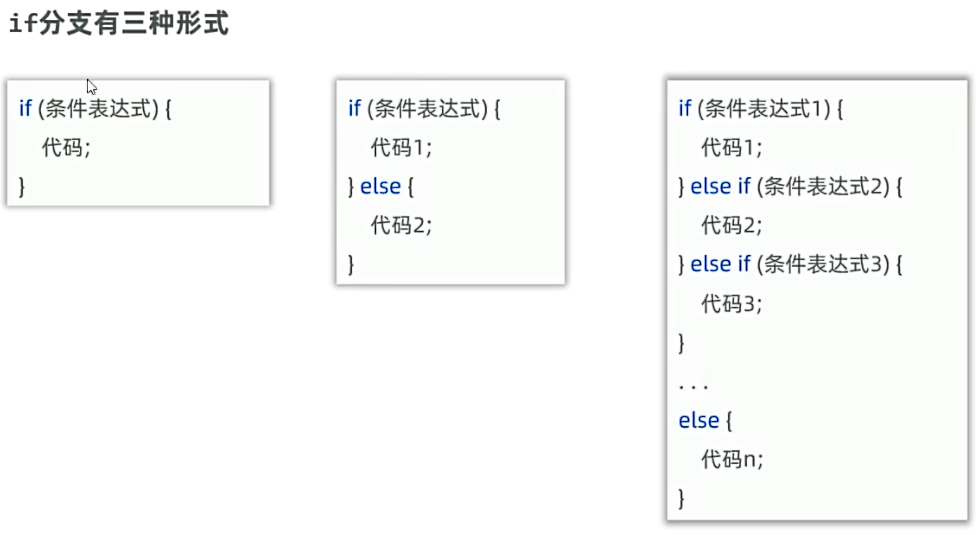 if分支有三种形式
if (条件表达式) {
代码;
}
if (条件表达式) {
代码1;
} else {
代码2;
}
if (条件表达式1) {
代码1;
} else if (条件表达式2) {
代码2;
} else if (条件表达式3) {
代码3;
}
. . .
else {
代码n;
}